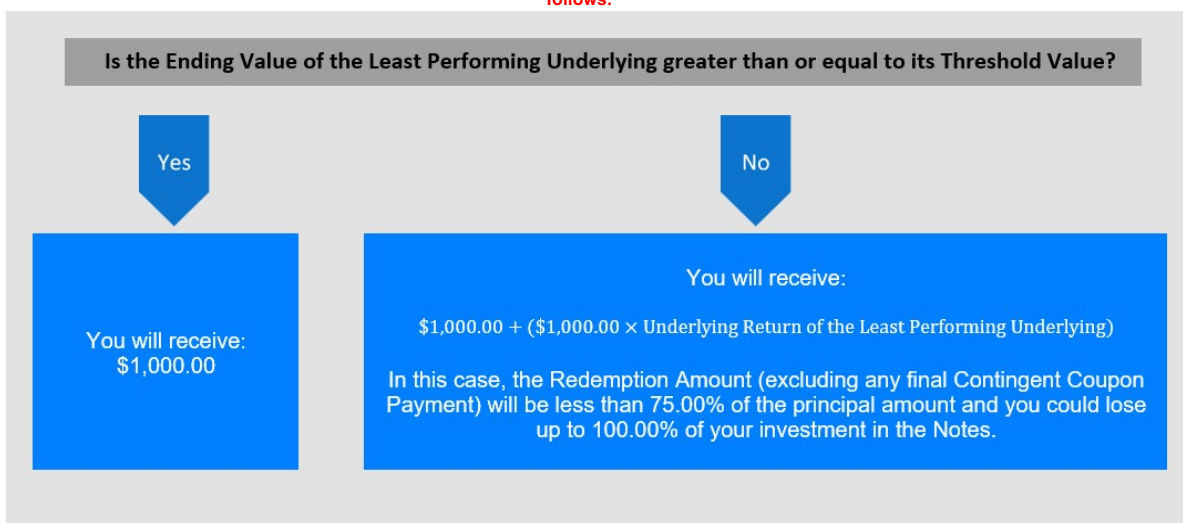 follows:
Is the Ending Value of the Least Performing Underlying greater than or equal to its Threshold Value?
Yes
No
You will receive:
$1,000.00
You will receive:
$1,000.00 + ($1,000.00 × Underlying Return of the Least Performing Underlying)
In this case, the Redemption Amount (excluding any final Contingent Coupon
Payment) will be less than 75.00% of the principal amount and you could lose
up to 100.00% of your investment in the Notes.